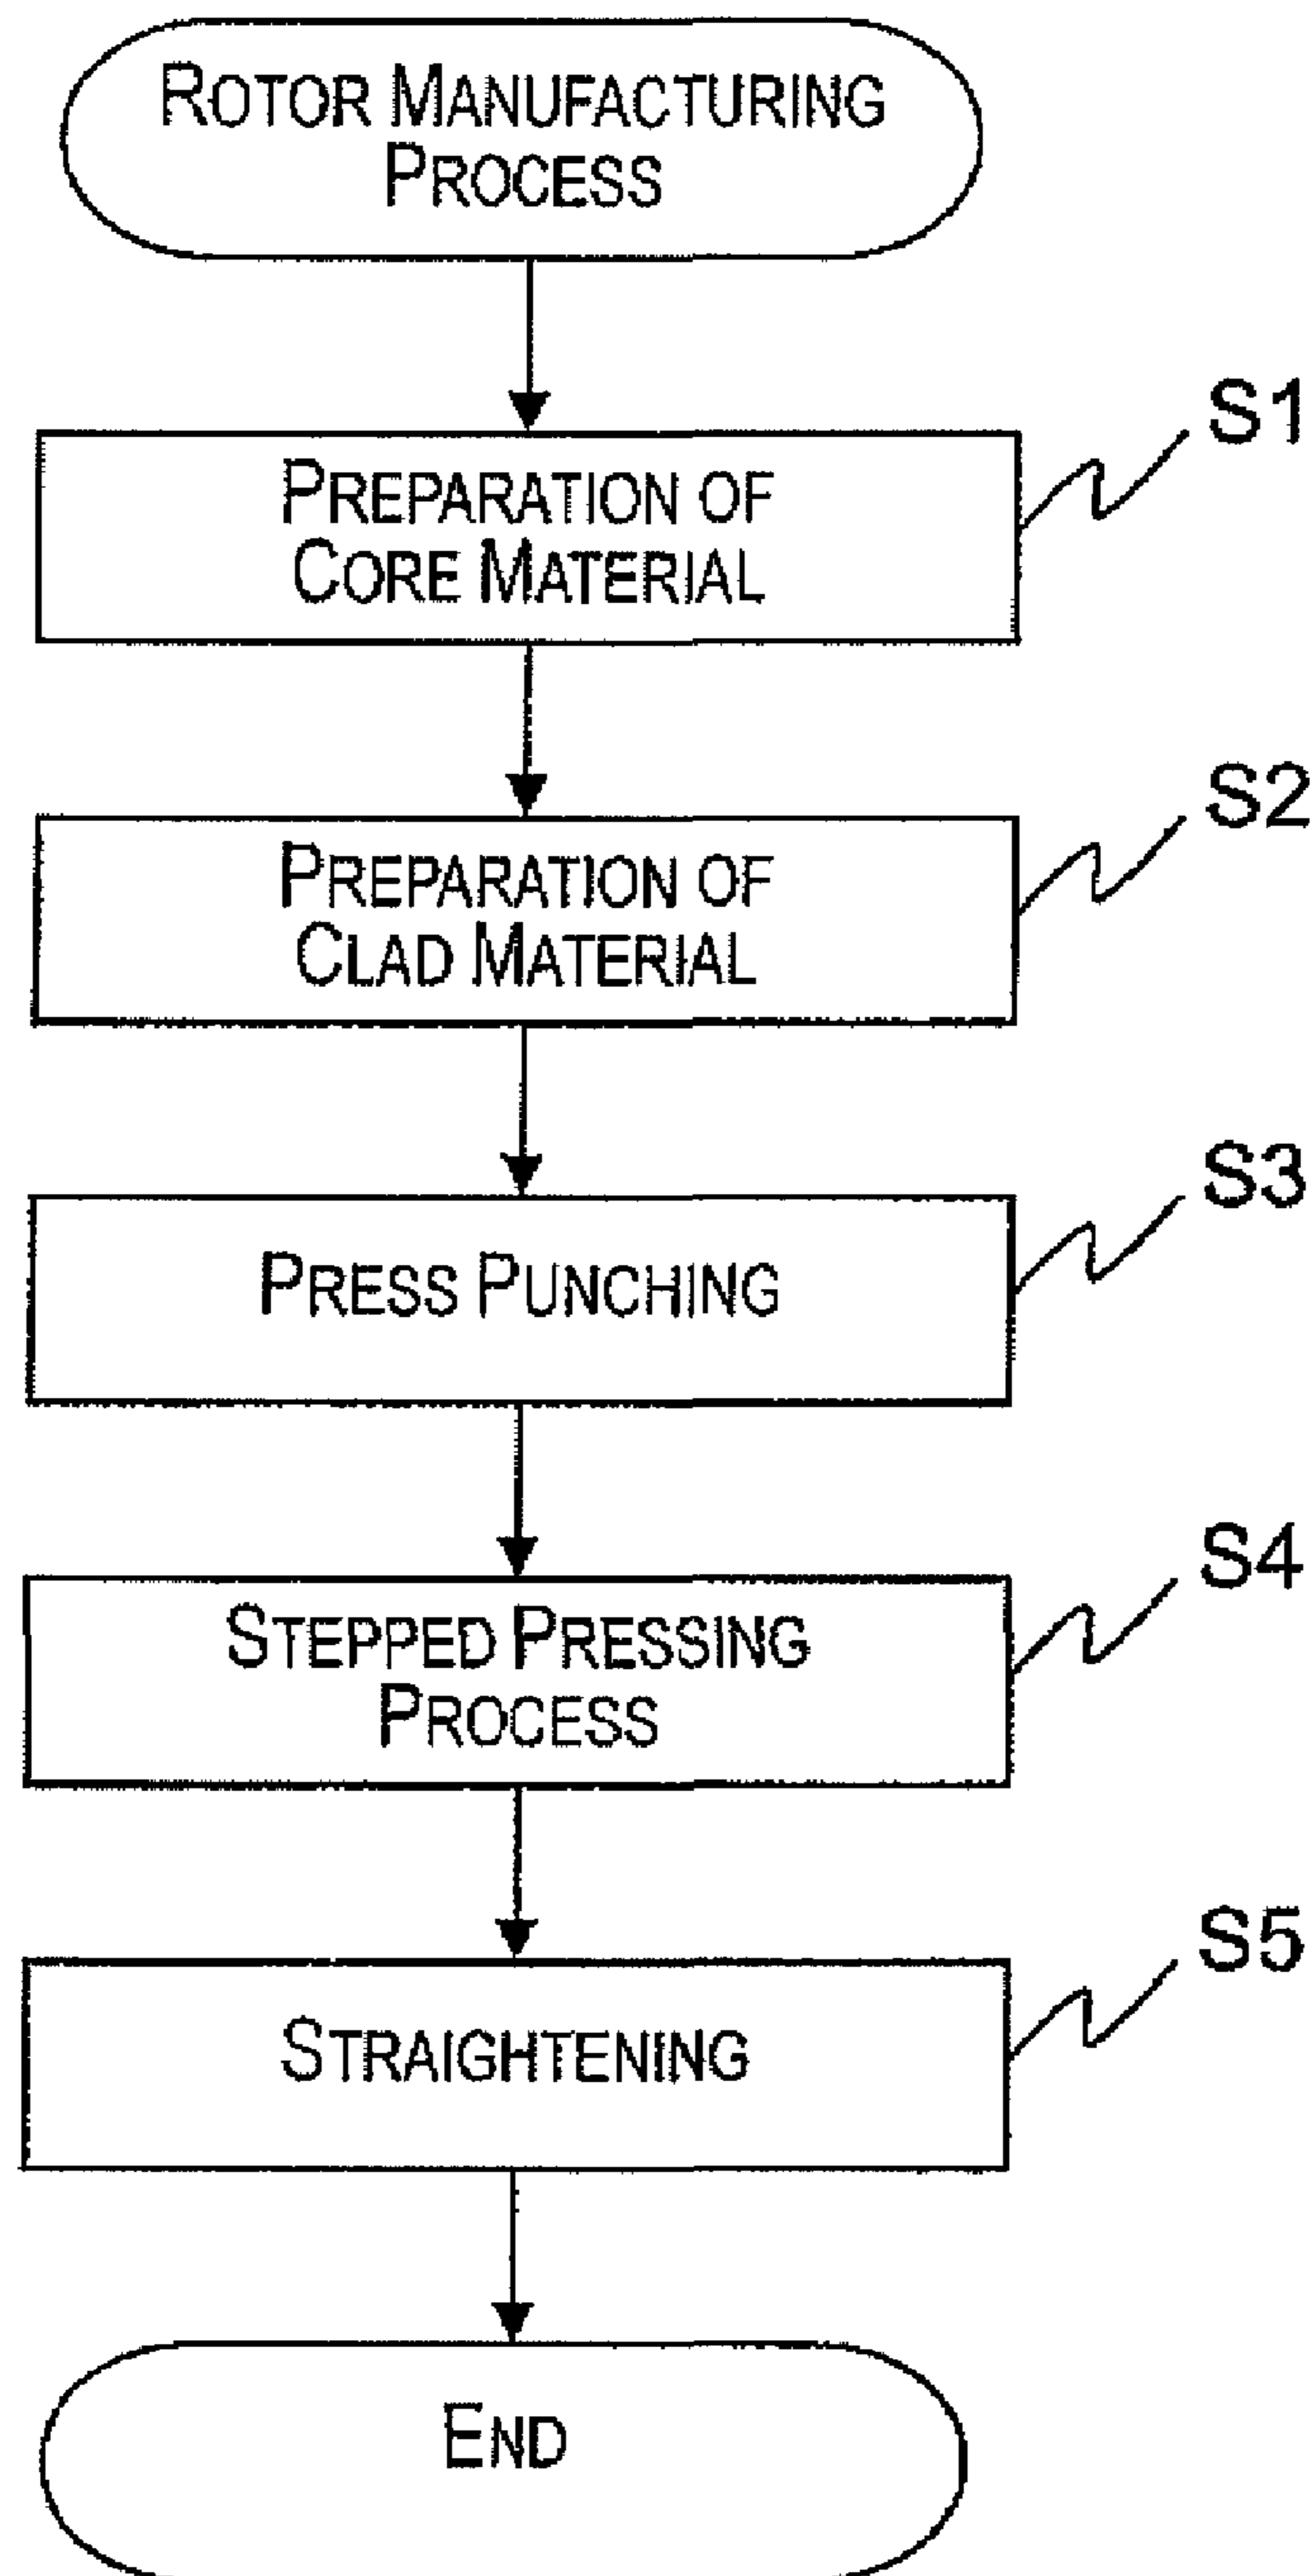 ROTOR MANUFACTURING
PROCESS
S1
PREPARATION OF
CORE MATERIAL
S2
PREPARATION OF
CLAD MATERIAL
S3
PRESS PUNCHING
S4
STEPPED PRESSING
PROCESS
S5
STRAIGHTENING
END